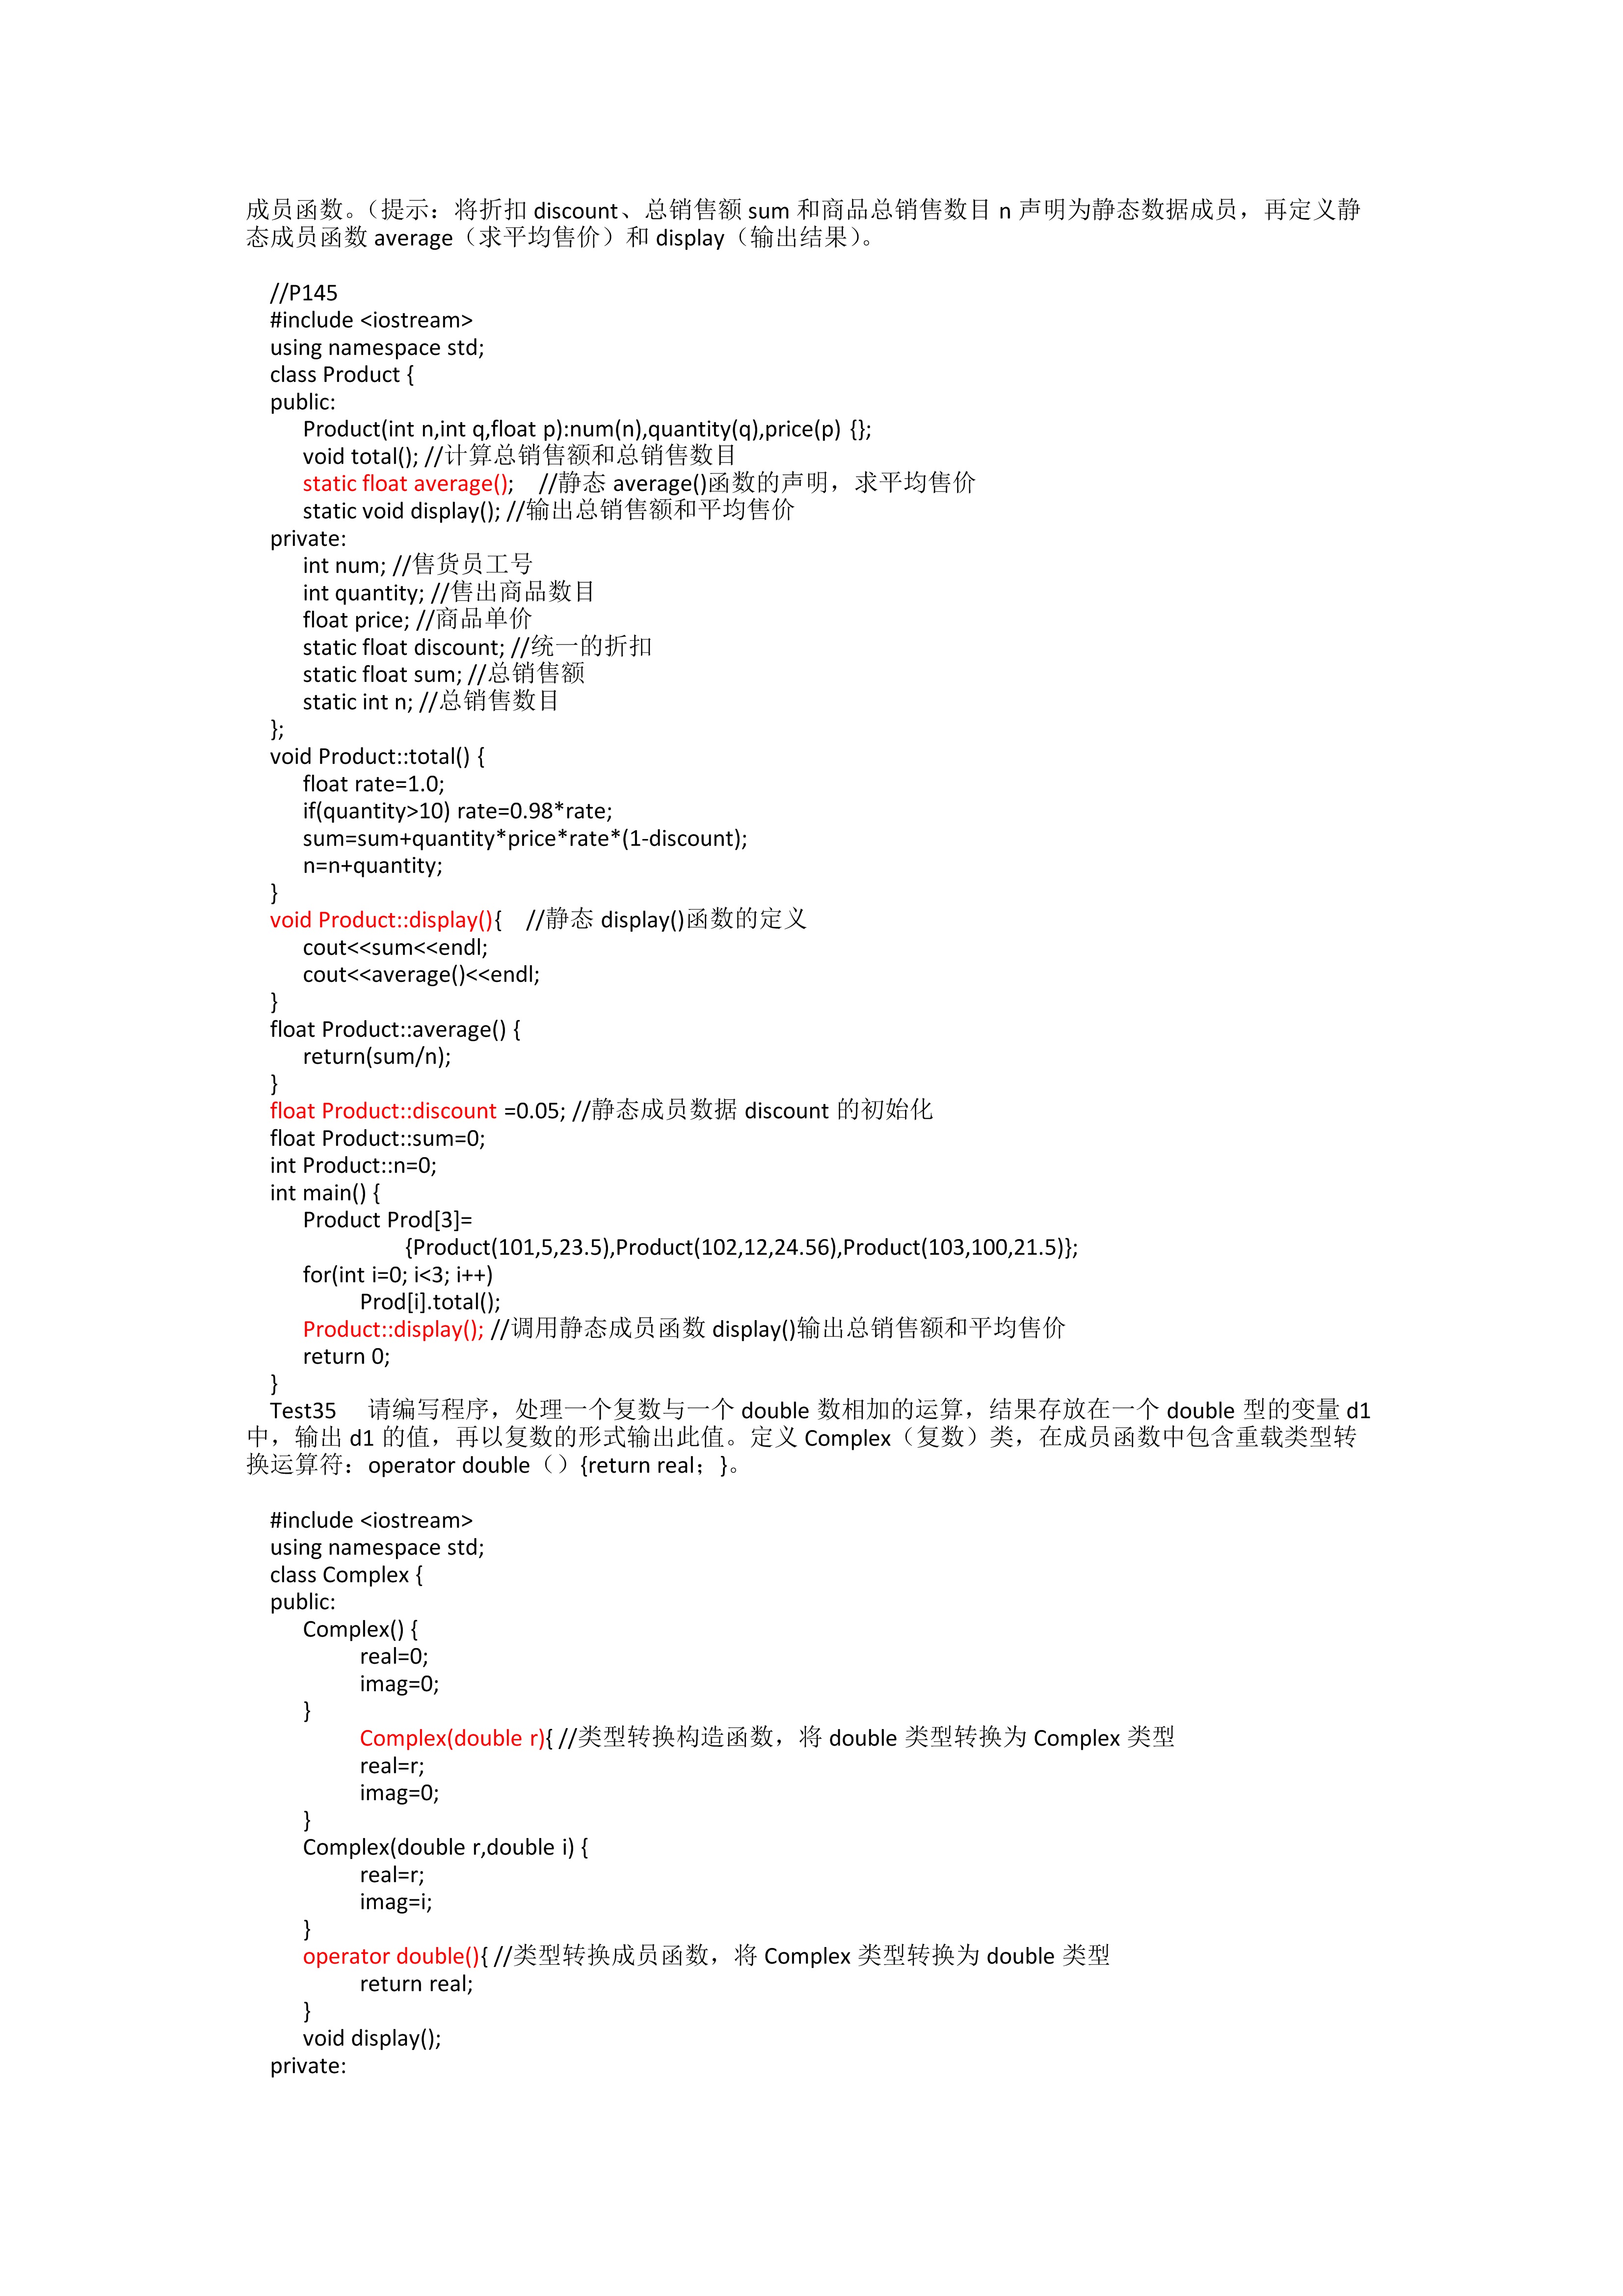 成员函数。（提示：将折扣 discount、总销售额 sum 和商品总销售数目 n 声明为静态数据成员，再定义静
态成员函数 average（求平均售价）和 display（输出结果）。
//P145
#include <iostream>
using namespace std;
class Product {
public:
Product(int n,int q,float p):num(n),quantity(q),price(p) {};
void total(); //计算总销售额和总销售数目
static float average(); //静态 average()函数的声明，求平均售价
static void display(); //输出总销售额和平均售价
private:
int num; //售货员工号
int quantity; //售出商品数目
float price; //商品单价
static float discount; //统一的折扣
static float sum; //总销售额
static int n; //总销售数目
};
void Product::total() {
float rate=1.0;
if(quantity>10) rate=0.98*rate;
sum=sum+quantity*price*rate*(1-discount);
n=n+quantity;
}
void Product::display(){ //静态 display()函数的定义
cout<<sum<<endl;
cout<<average()<<endl;
}
float Product::average() {
return(sum/n);
}
float Product::discount =0.05; //静态成员数据 discount 的初始化
float Product::sum=0;
int Product::n=0;
int main() {
Product Prod[3]=
{Product(101,5,23.5),Product(102,12,24.56),Product(103,100,21.5)};
for(int i=0; i<3; i++)
Prod[i].total();
Product::display(); //调用静态成员函数 display()输出总销售额和平均售价
return 0;
}
Test35 请编写程序，处理一个复数与一个 double 数相加的运算，结果存放在一个 double 型的变量 d1
中，输出 d1 的值，再以复数的形式输出此值。定义 Complex（复数）类，在成员函数中包含重载类型转
换运算符：operator double（）{return real；}。
#include <iostream>
using namespace std;
class Complex {
public:
Complex() {
real=0;
imag=0;
}
Complex(double r){ //类型转换构造函数，将 double 类型转换为 Complex 类型
real=r;
imag=0;
}
Complex(double r,double i) {
real=r;
imag=i;
}
operator double(){ //类型转换成员函数，将 Complex 类型转换为 double 类型
return real;
}
void display();
private: